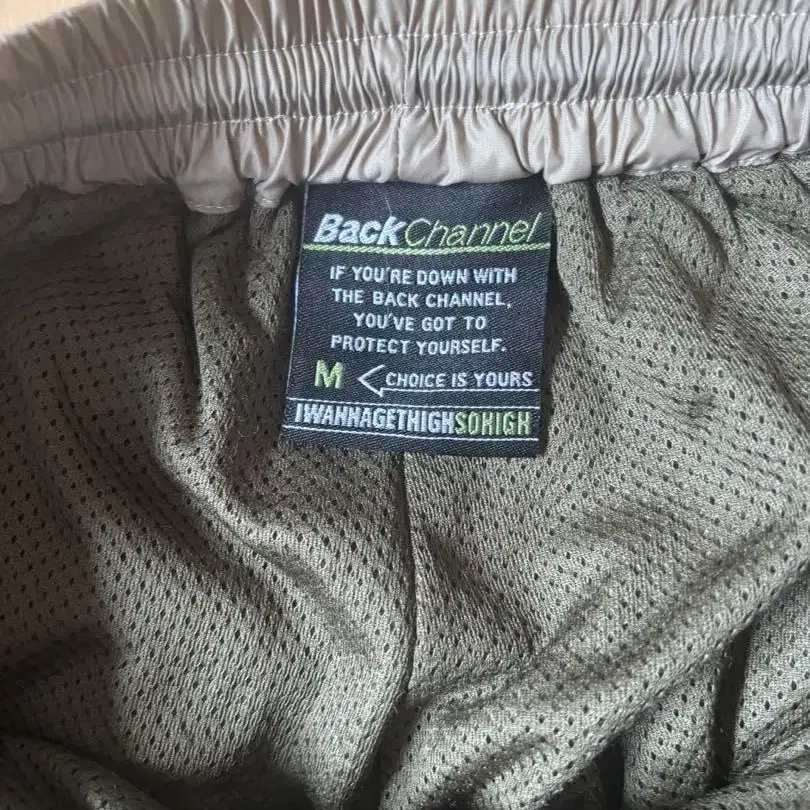 BackChannel
IF YOU'RE DOWN WITH
THE BACK CHANNEL,
YOU'VE GOT TO
PROTECT YOURSELF.
M < CHOICE IS YOURS
IWANNAGETHIGHSOHIGH